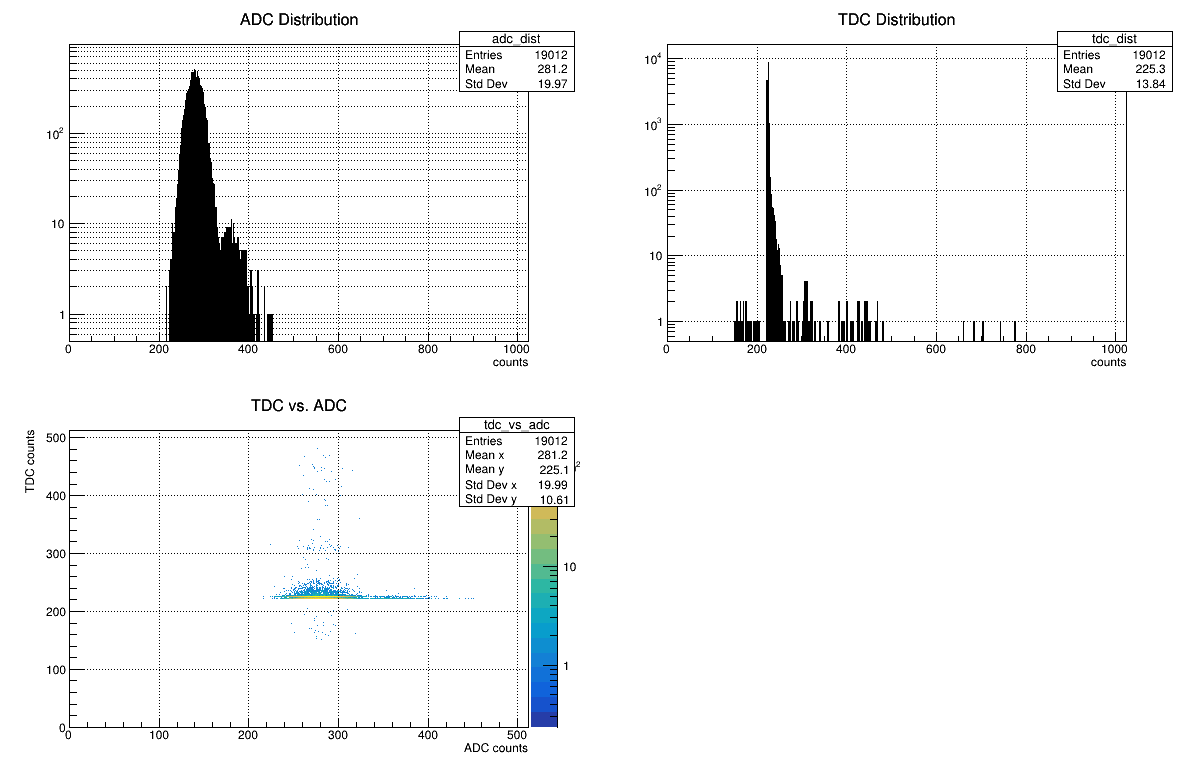 ADC Distribution
adc_dist
Entries 19012
Mean 281.2
Std Dev 19.97
10²
10
1
0 200 400 600 800 1000
counts
TDC Distribution
tdc_dist
Entries 19012
Mean 225.3
Std Dev 13.84
10⁴
10³
10²
10
1
0 200 400 600 800 1000
counts
TDC vs. ADC
tdc_vs_adc
Entries 19012
Mean x 281.2
Mean y 225.1
Std Dev x 19.99
Std Dev y 10.61
TDC counts
500
400
300
200
100
0
0 100 200 300 400 500
ADC counts
2
10
1